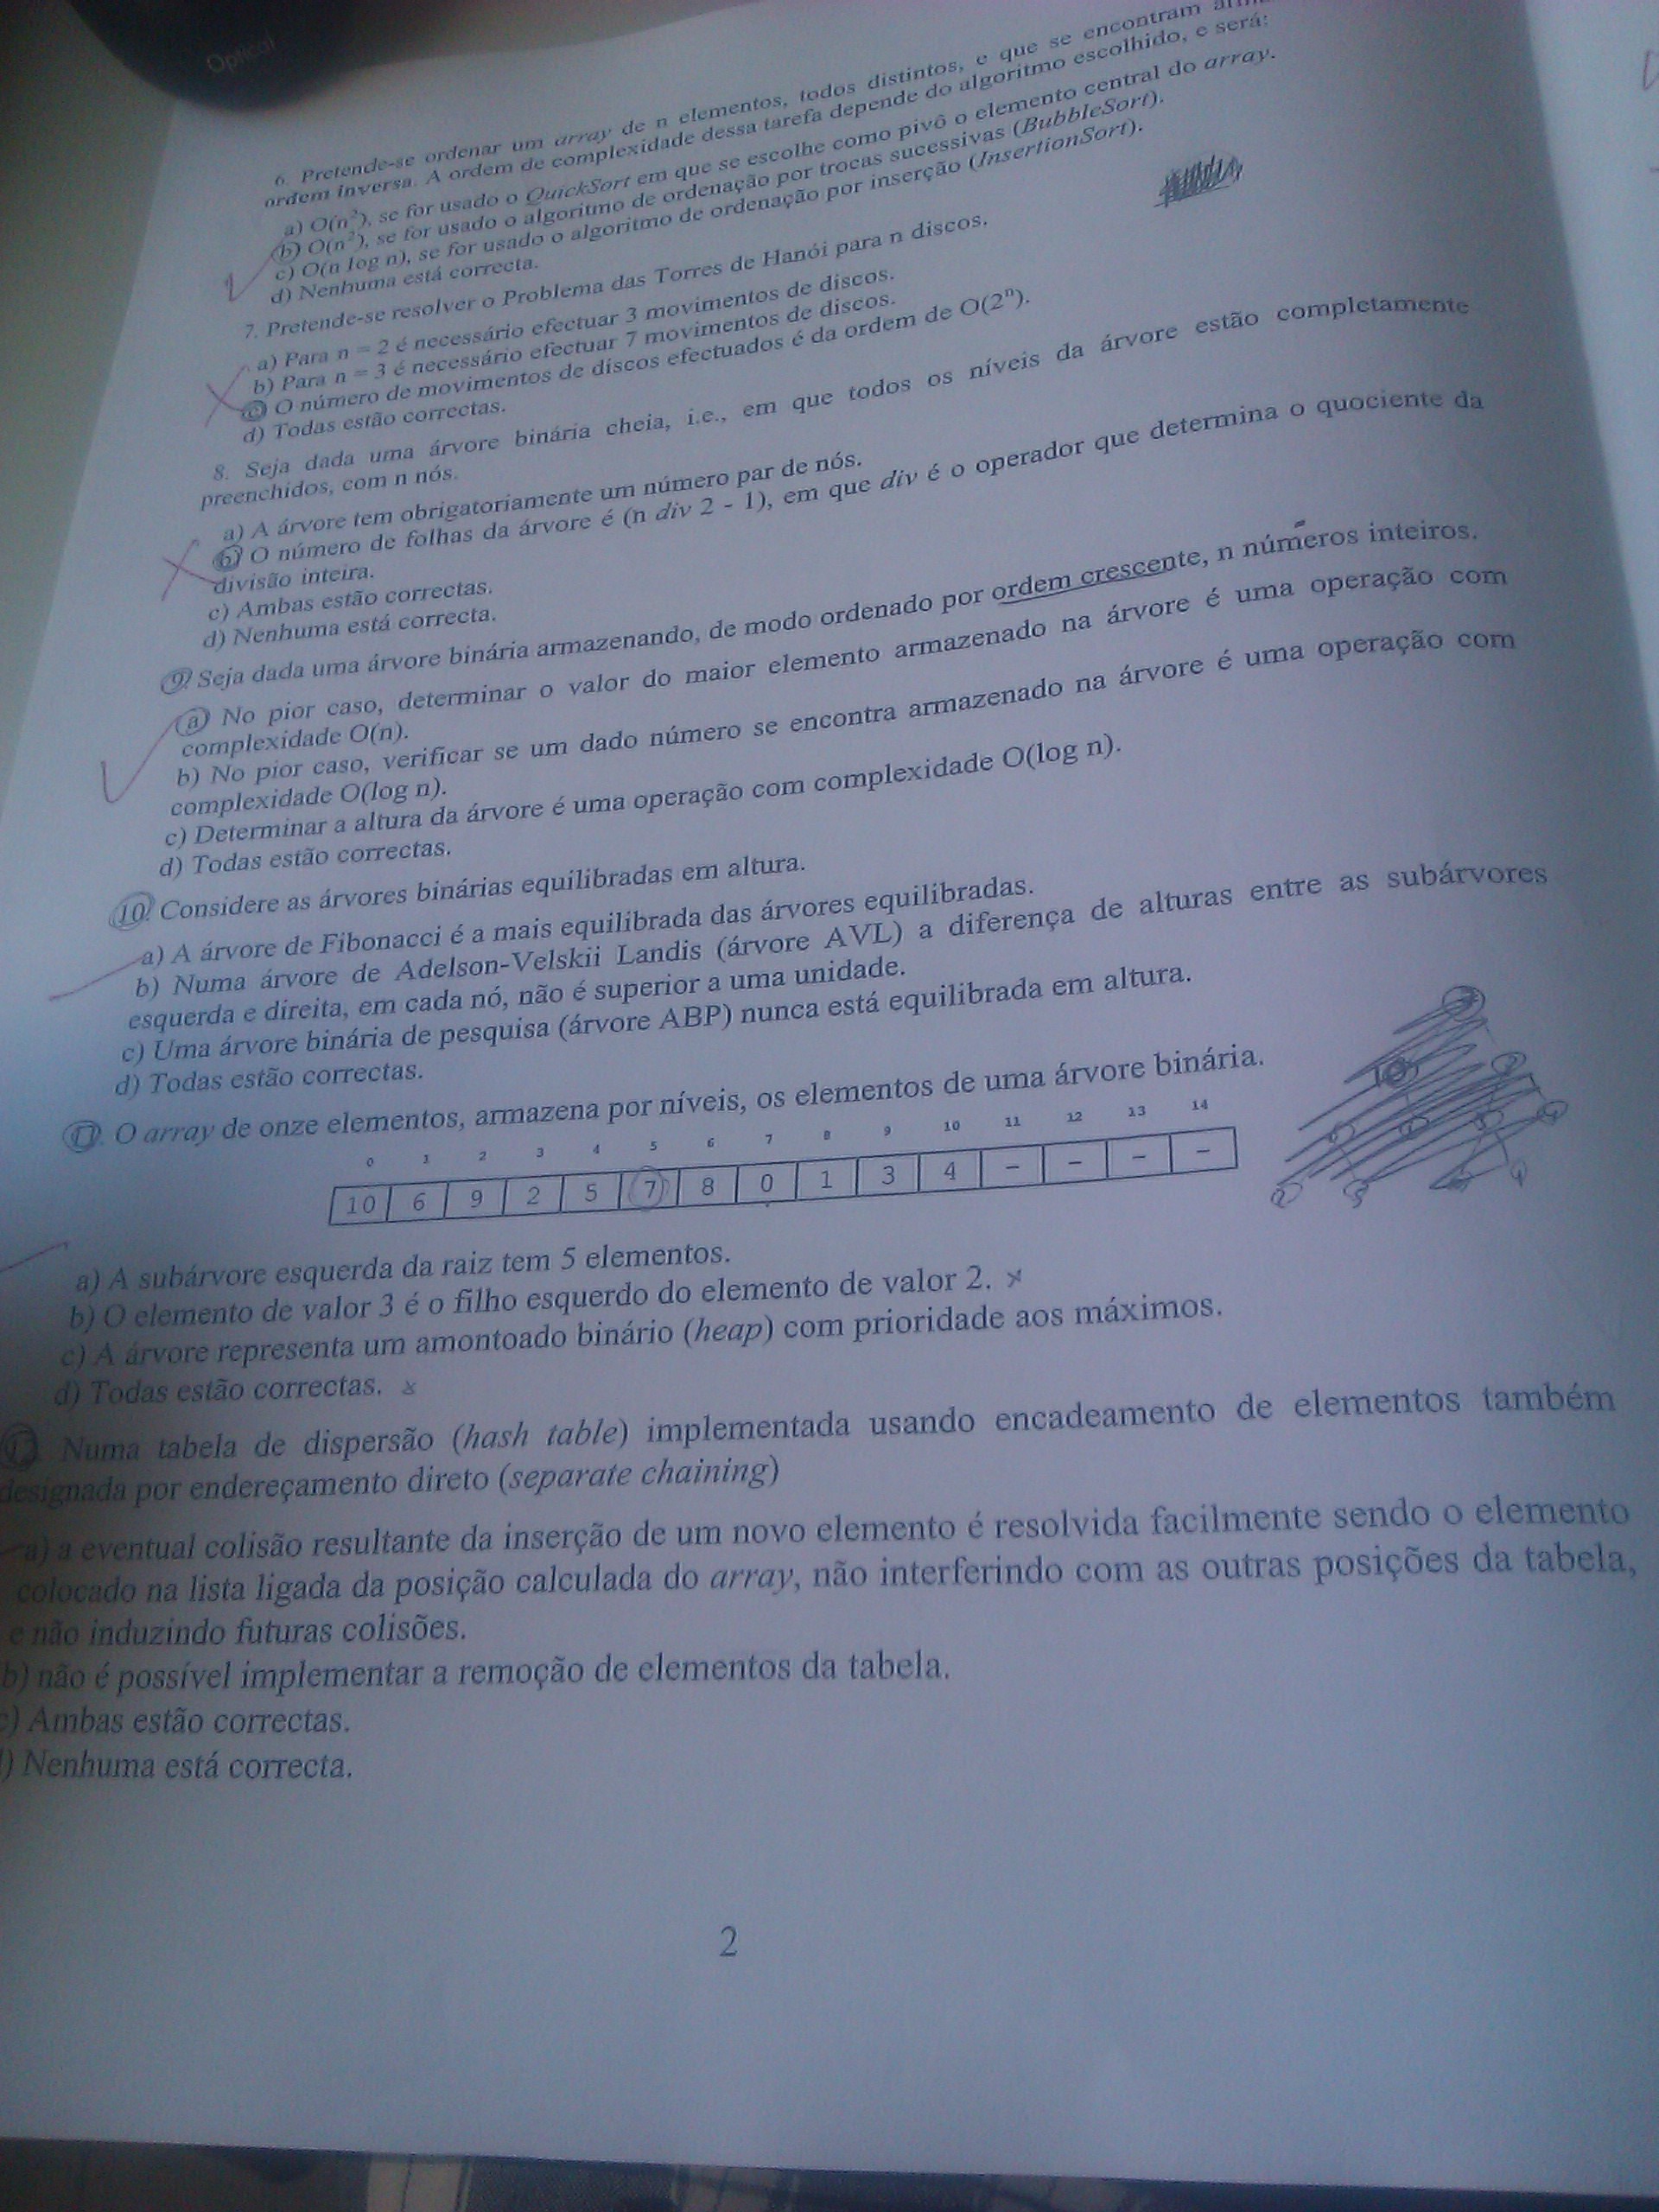 Optical
6. Pretende-se ordenar um array de n elementos, todos distintos, e que se encontram
ordem inversa. A ordem de complexidade dessa tarefa depende do algoritmo escolhido, e será:
a) O(n²), se for usado o QuickSort em que se escolhe como pivô o elemento central do array.
b) O(n²), se for usado o algoritmo de ordenação por trocas sucessivas (BubbleSort).
c) O(n log n), se for usado o algoritmo de ordenação por inserção (InsertionSort).
d) Nenhuma está correcta.
7. Pretende-se resolver o Problema das Torres de Hanói para n discos.
a) Para n = 2 é necessário efectuar 3 movimentos de discos.
b) Para n = 3 é necessário efectuar 7 movimentos de discos.
c) O número de movimentos de discos efectuados é da ordem de O(2ⁿ).
d) Todas estão correctas.
8. Seja dada uma árvore binária cheia, i.e., em que todos os níveis da árvore estão completamente
preenchidos, com n nós.
a) A árvore tem obrigatoriamente um número par de nós.
b) O número de folhas da árvore é (n div 2 - 1), em que div é o operador que determina o quociente da
divisão inteira.
c) Ambas estão correctas.
d) Nenhuma está correcta.
9. Seja dada uma árvore binária armazenando, de modo ordenado por ordem crescente, n números inteiros.
a) No pior caso, determinar o valor do maior elemento armazenado na árvore é uma operação com
complexidade O(n).
b) No pior caso, verificar se um dado número se encontra armazenado na árvore é uma operação com
complexidade O(log n).
c) Determinar a altura da árvore é uma operação com complexidade O(log n).
d) Todas estão correctas.
10. Considere as árvores binárias equilibradas em altura.
a) A árvore de Fibonacci é a mais equilibrada das árvores equilibradas.
b) Numa árvore de Adelson-Velskii Landis (árvore AVL) a diferença de alturas entre as subárvores
esquerda e direita, em cada nó, não é superior a uma unidade.
c) Uma árvore binária de pesquisa (árvore ABP) nunca está equilibrada em altura.
d) Todas estão correctas.
11. O array de onze elementos, armazena por níveis, os elementos de uma árvore binária.
0 1 2 3 4 5 6 7 8 9 10 11 12 13 14
10 6 9 2 5 7 8 0 1 3 4 – – – –
a) A subárvore esquerda da raiz tem 5 elementos.
b) O elemento de valor 3 é o filho esquerdo do elemento de valor 2. x
c) A árvore representa um amontoado binário (heap) com prioridade aos máximos.
d) Todas estão correctas. x
Numa tabela de dispersão (hash table) implementada usando encadeamento de elementos também
designada por endereçamento direto (separate chaining)
a) a eventual colisão resultante da inserção de um novo elemento é resolvida facilmente sendo o elemento
colocado na lista ligada da posição calculada do array, não interferindo com as outras posições da tabela,
e não induzindo futuras colisões.
b) não é possível implementar a remoção de elementos da tabela.
c) Ambas estão correctas.
) Nenhuma está correcta.
2